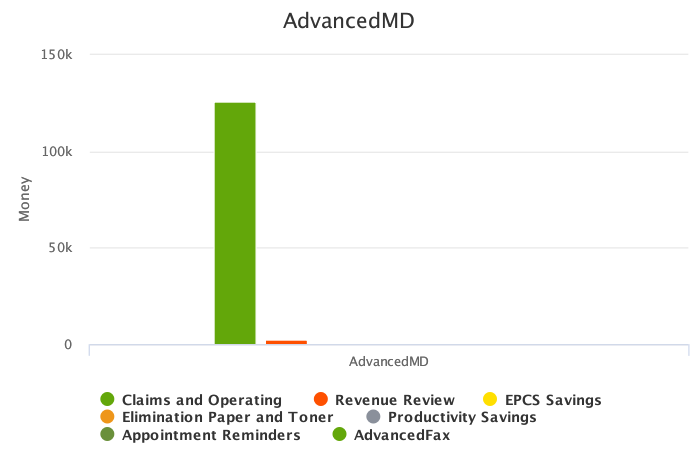 AdvancedMD
150k
100k
50k
0
Money
AdvancedMD
Claims and Operating Revenue Review EPCS Savings
Elimination Paper and Toner Productivity Savings
Appointment Reminders AdvancedFax